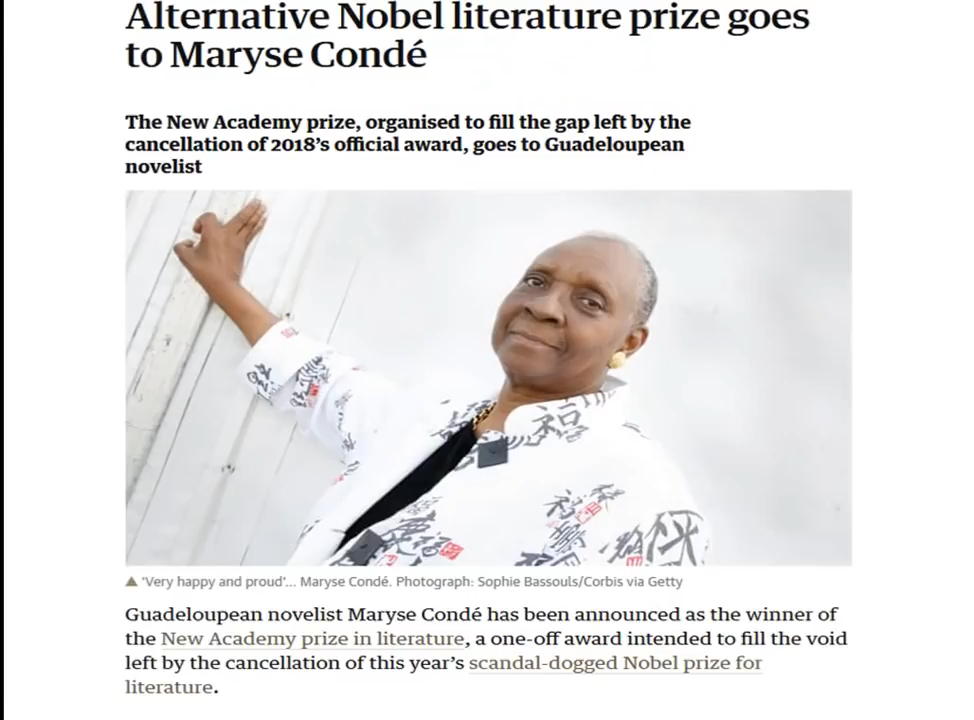 Alternative Nobel literature prize goes
to Maryse Condé
The New Academy prize, organised to fill the gap left by the
cancellation of 2018’s official award, goes to Guadeloupean
novelist
▲ ‘Very happy and proud’... Maryse Condé. Photograph: Sophie Bassouls/Corbis via Getty
Guadeloupean novelist Maryse Condé has been announced as the winner of
the New Academy prize in literature, a one-off award intended to fill the void
left by the cancellation of this year’s scandal-dogged Nobel prize for
literature.